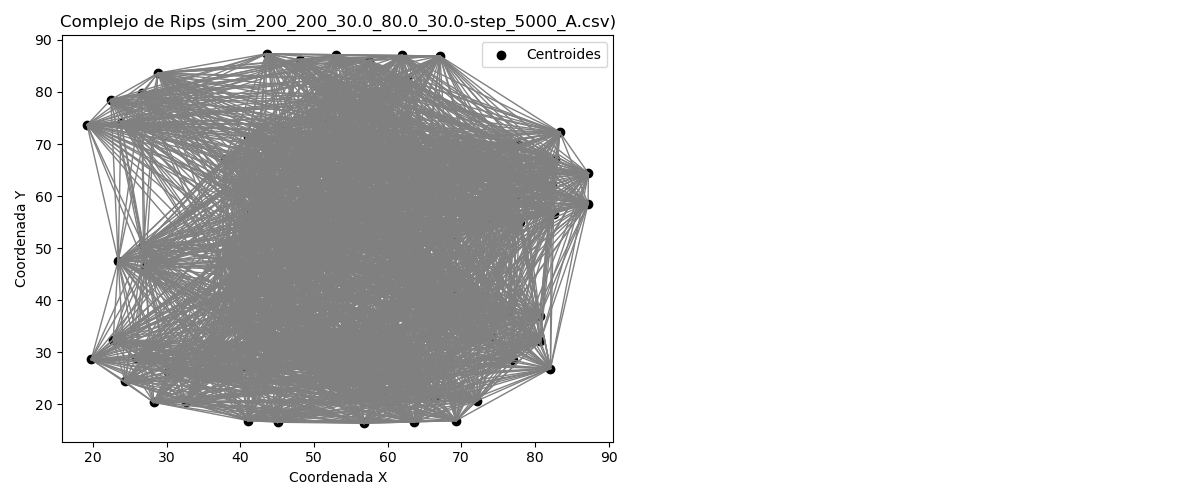 Complejo de Rips (sim_200_200_30.0_80.0_30.0-step_5000_A.csv)
Centroides
90
80
70
60
50
40
30
20
Coordenada Y
20 30 40 50 60 70 80 90
Coordenada X